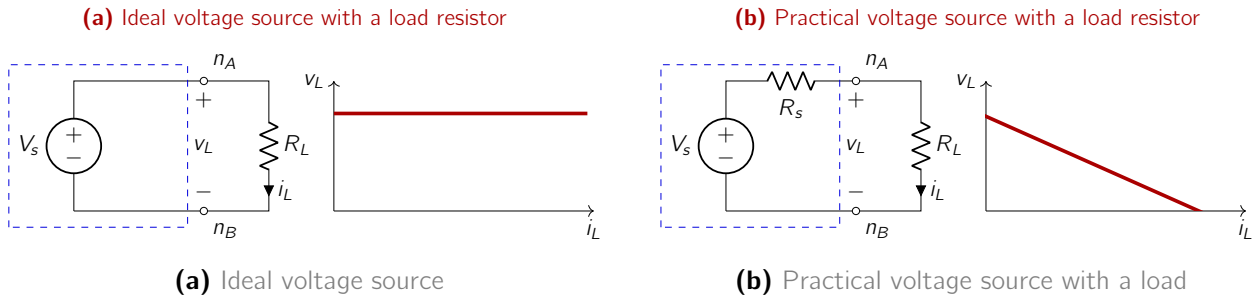 (a) Ideal voltage source with a load resistor
V_s
+
−
n_A
+
v_L
−
n_B
R_L
i_L
v_L
i_L
(a) Ideal voltage source
(b) Practical voltage source with a load resistor
V_s
+
−
R_s
n_A
+
v_L
−
n_B
R_L
i_L
v_L
i_L
(b) Practical voltage source with a load